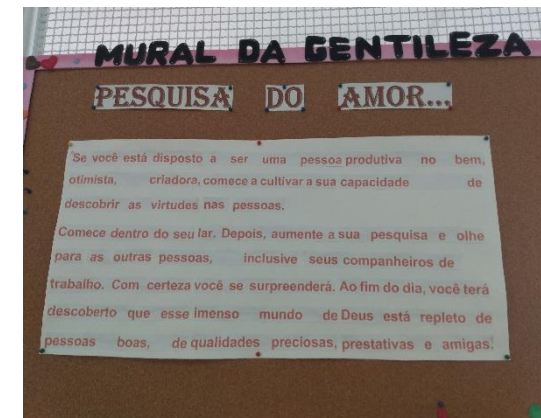 MURAL DA GENTILEZA
PESQUISA DO AMOR...
"Se você está disposto a ser uma pessoa produtiva no bem,
otimista, criadora, comece a cultivar a sua capacidade de
descobrir as virtudes nas pessoas.
Comece dentro do seu lar. Depois, aumente a sua pesquisa e olhe
para as outras pessoas, inclusive seus companheiros de
trabalho. Com certeza você se surpreenderá. Ao fim do dia, você terá
descoberto que esse imenso mundo de Deus está repleto de
pessoas boas, de qualidades preciosas, prestativas e amigas."